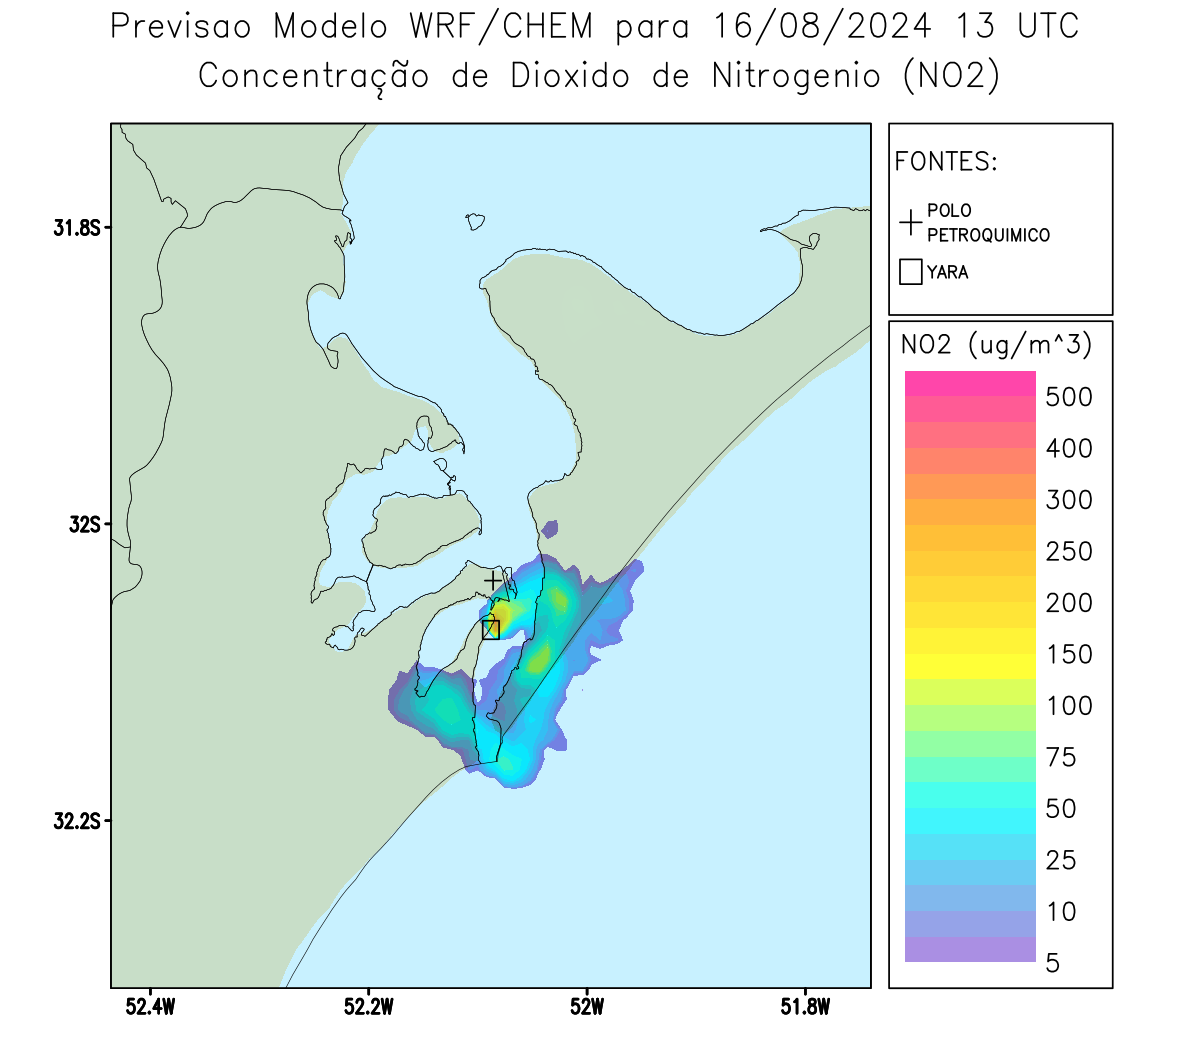 Previsao Modelo WRF/CHEM para 16/08/2024 13 UTC
Concentração de Dioxido de Nitrogenio (NO2)
FONTES:
POLO
PETROQUIMICO
YARA
NO2 (ug/m^3)
500
400
300
250
200
150
100
75
50
25
10
5
31.8S
32S
32.2S
52.4W
52.2W
52W
51.8W